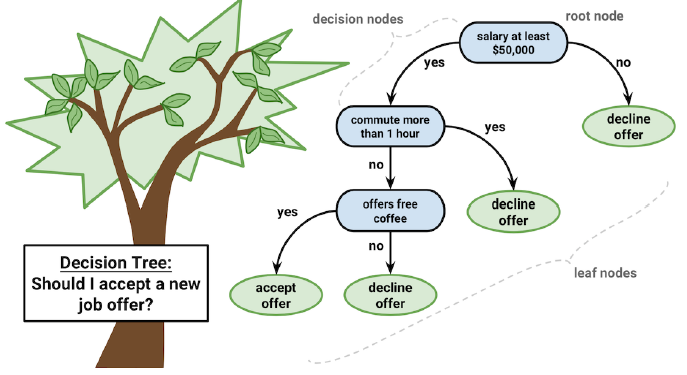 decision nodes
root node
salary at least
$50,000
yes
no
commute more
than 1 hour
decline
offer
yes
no
offers free
coffee
decline
offer
yes
no
accept
offer
decline
offer
leaf nodes
Decision Tree:
Should I accept a new
job offer?